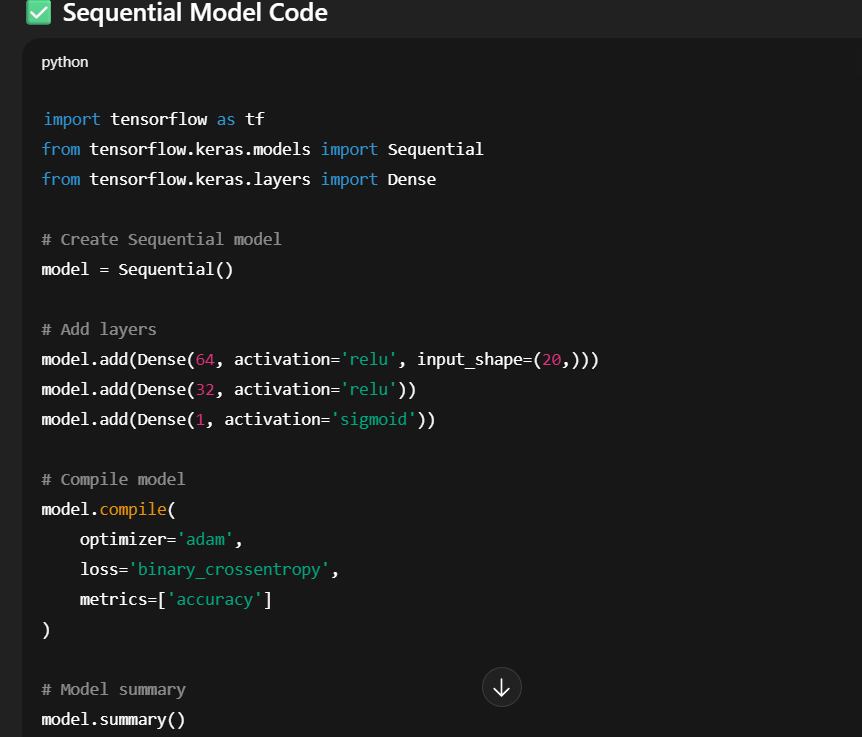 ✅ Sequential Model Code
python
import tensorflow as tf
from tensorflow.keras.models import Sequential
from tensorflow.keras.layers import Dense
# Create Sequential model
model = Sequential()
# Add layers
model.add(Dense(64, activation='relu', input_shape=(20,)))
model.add(Dense(32, activation='relu'))
model.add(Dense(1, activation='sigmoid'))
# Compile model
model.compile(
    optimizer='adam',
    loss='binary_crossentropy',
    metrics=['accuracy']
)
# Model summary
model.summary()